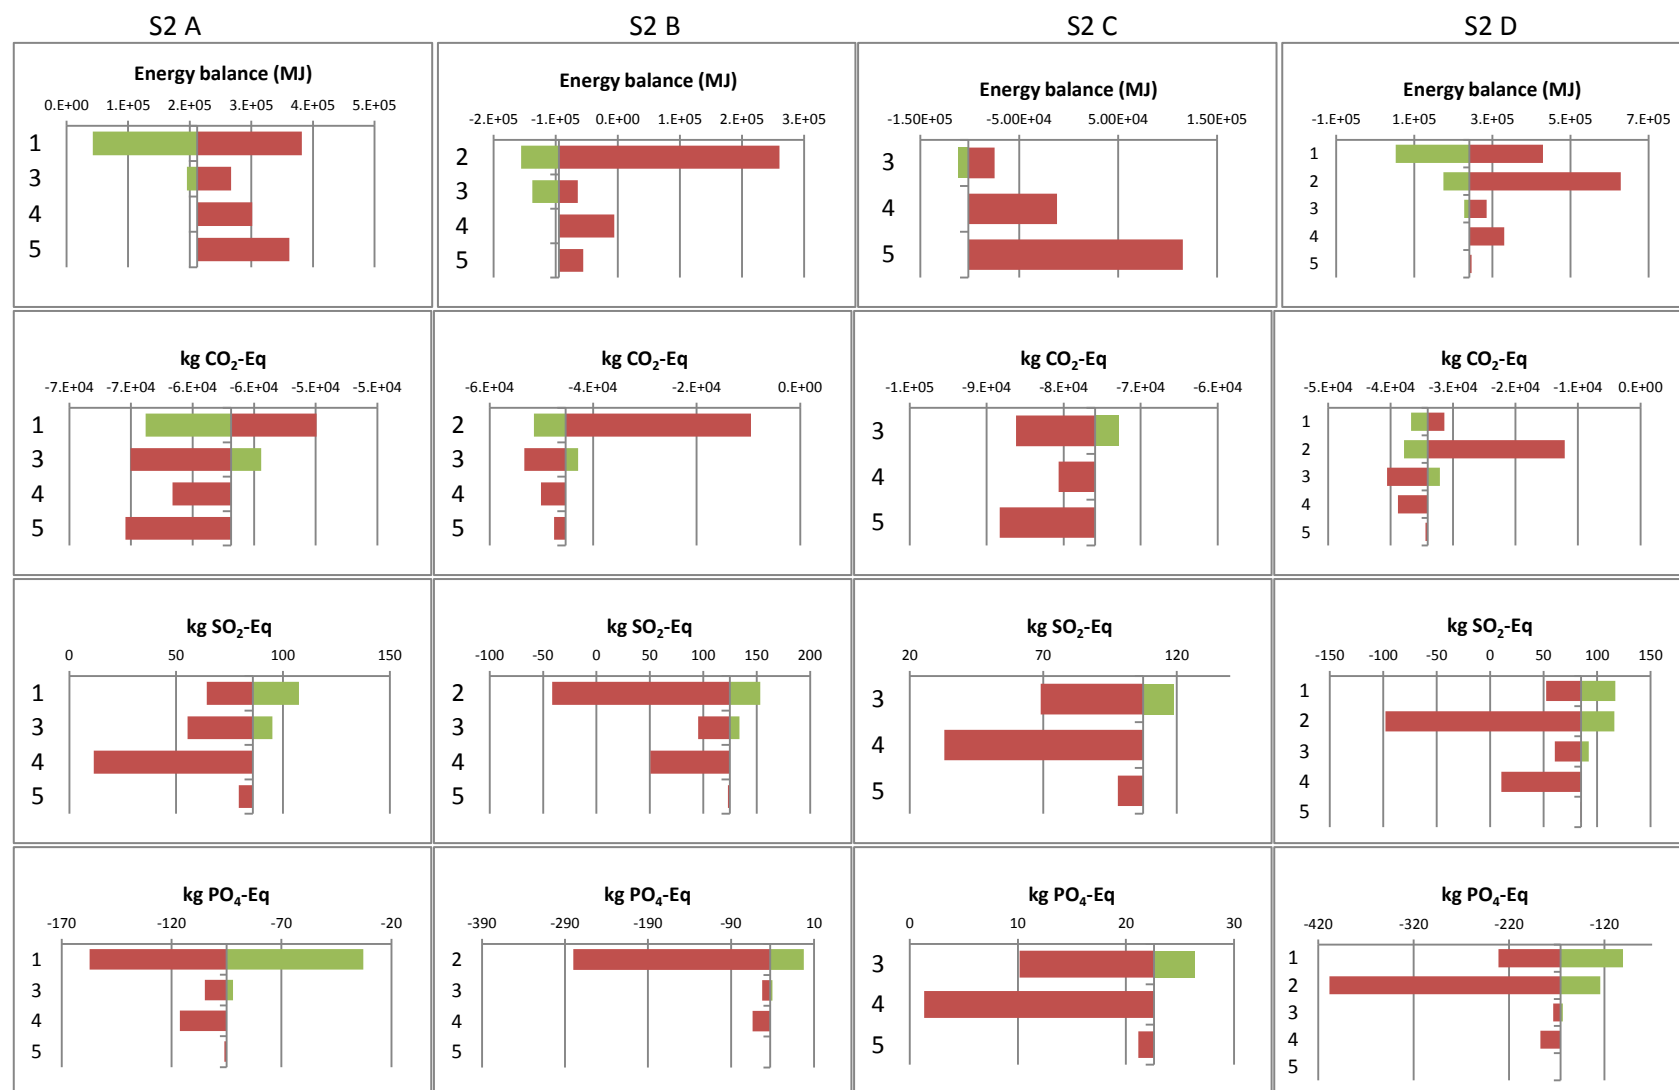 S2 A S2 B S2 C S2 D
Energy balance (MJ)
0.E+00 1.E+05 2.E+05 3.E+05 4.E+05 5.E+05
1
3
4
5
Energy balance (MJ)
-2.E+05 -1.E+05 0.E+00 1.E+05 2.E+05 3.E+05
2
3
4
5
Energy balance (MJ)
-1.50E+05 -5.00E+04 5.00E+04 1.50E+05
3
4
5
Energy balance (MJ)
-1.E+05 1.E+05 3.E+05 5.E+05 7.E+05
1
2
3
4
5
kg CO₂-Eq
-7.E+04 -7.E+04 -6.E+04 -6.E+04 -5.E+04 -5.E+04
1
3
4
5
kg CO₂-Eq
-6.E+04 -4.E+04 -2.E+04 0.E+00
2
3
4
5
kg CO₂-Eq
-1.E+05 -9.E+04 -8.E+04 -7.E+04 -6.E+04
3
4
5
kg CO₂-Eq
-5.E+04 -4.E+04 -3.E+04 -2.E+04 -1.E+04 0.E+00
1
2
3
4
5
kg SO₂-Eq
0 50 100 150
1
3
4
5
kg SO₂-Eq
-100 -50 0 50 100 150 200
2
3
4
5
kg SO₂-Eq
20 70 120
3
4
5
kg SO₂-Eq
-150 -100 -50 0 50 100 150
1
2
3
4
5
kg PO₄-Eq
-170 -120 -70 -20
1
3
4
5
kg PO₄-Eq
-390 -290 -190 -90 10
2
3
4
5
kg PO₄-Eq
0 10 20 30
3
4
5
kg PO₄-Eq
-420 -320 -220 -120
1
2
3
4
5